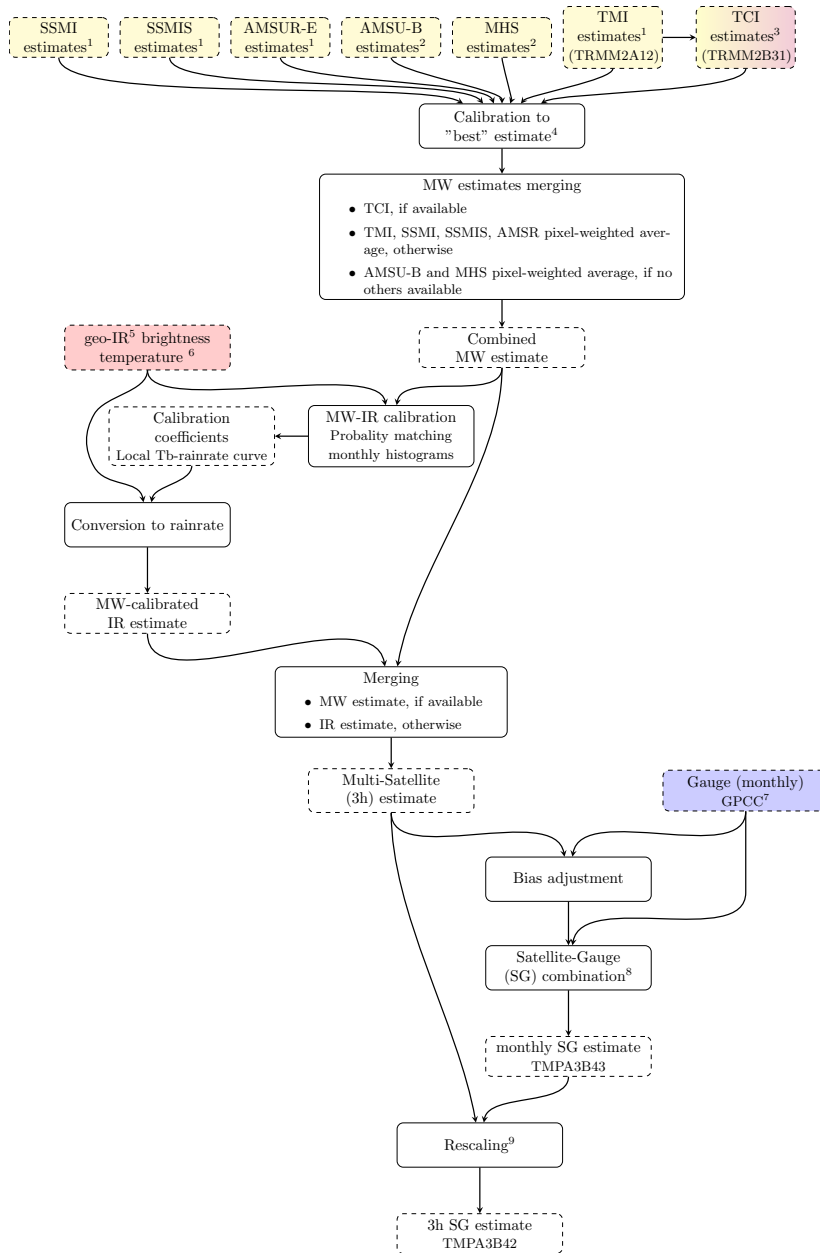 SSMI
estimates¹
SSMIS
estimates¹
AMSUR-E
estimates¹
AMSU-B
estimates²
MHS
estimates²
TMI
estimates¹
(TRMM2A12)
TCI
estimates³
(TRMM2B31)
Calibration to
”best” estimate⁴
MW estimates merging
• TCI, if available
• TMI, SSMI, SSMIS, AMSR pixel-weighted aver-
age, otherwise
• AMSU-B and MHS pixel-weighted average, if no
others available
geo-IR⁵ brightness
temperature ⁶
Combined
MW estimate
Calibration
coefficients
Local Tb-rainrate curve
MW-IR calibration
Probality matching
monthly histograms
Conversion to rainrate
MW-calibrated
IR estimate
Merging
• MW estimate, if available
• IR estimate, otherwise
Multi-Satellite
(3h) estimate
Gauge (monthly)
GPCC⁷
Bias adjustment
Satellite-Gauge
(SG) combination⁸
monthly SG estimate
TMPA3B43
Rescaling⁹
3h SG estimate
TMPA3B42